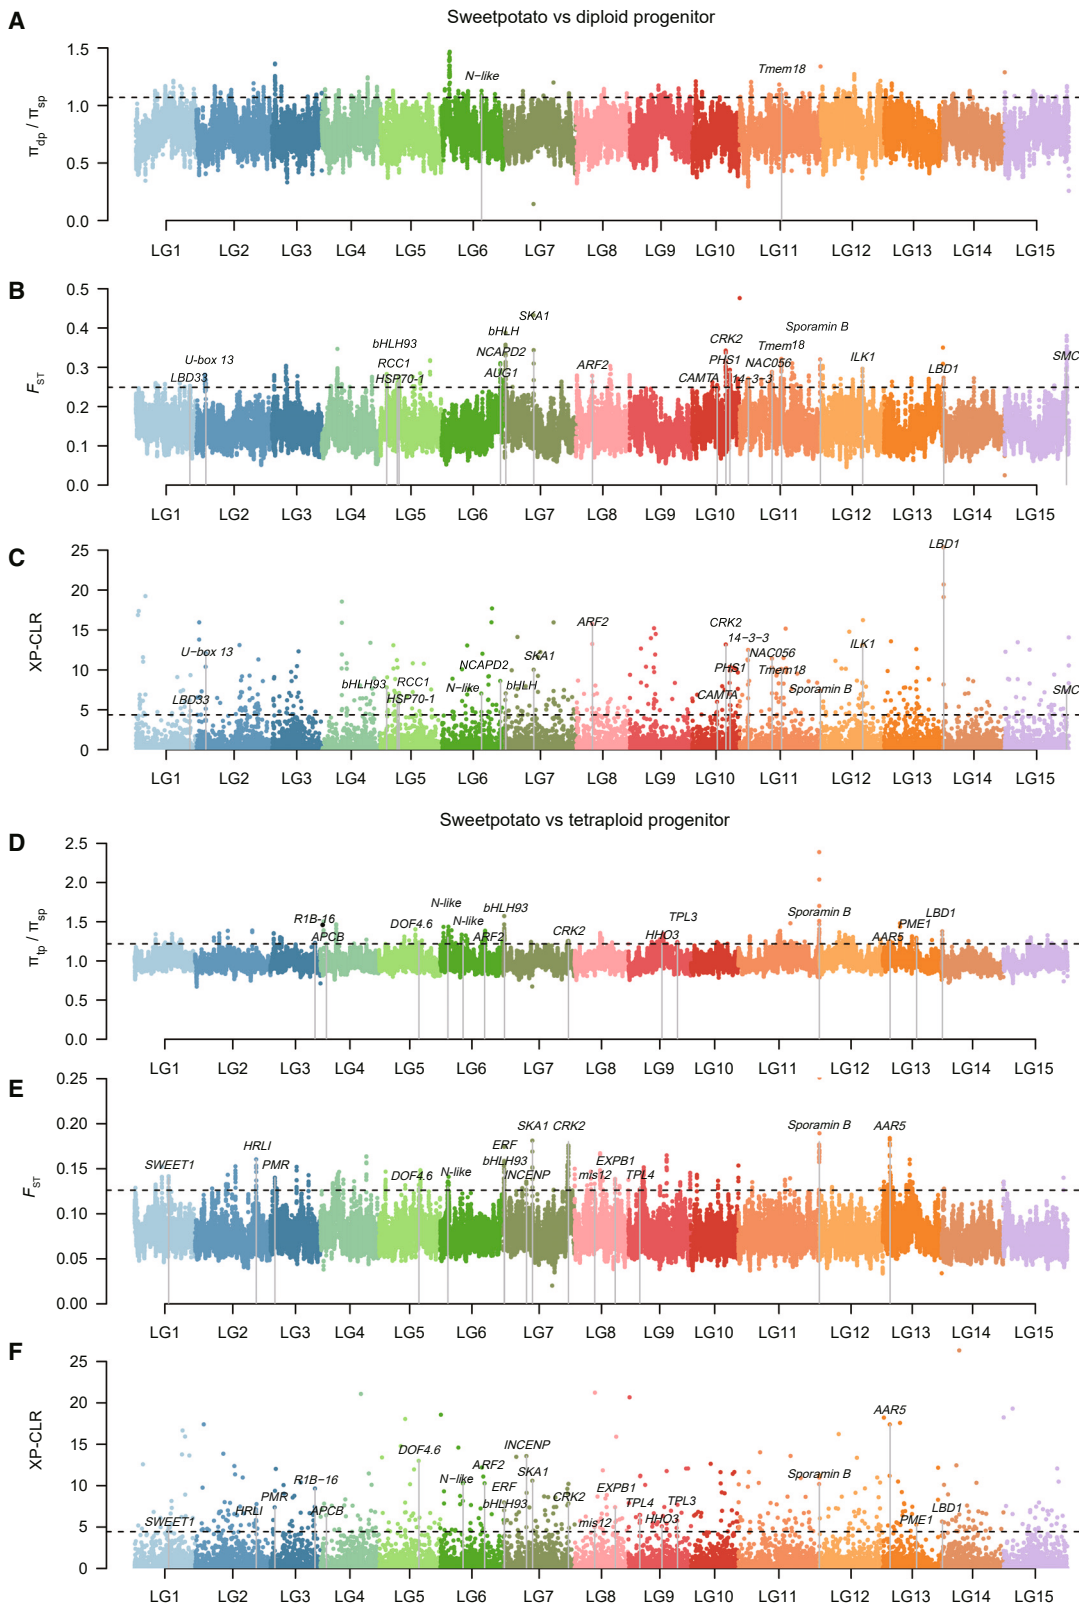 A
Sweetpotato vs diploid progenitor
πdp / πsp
1.5
1.0
0.5
0.0
N−like
Tmem18
LG1 LG2 LG3 LG4 LG5 LG6 LG7 LG8 LG9 LG10 LG11 LG12 LG13 LG14 LG15
B
FST
0.5
0.4
0.3
0.2
0.1
0.0
LBD33
U-box 13
bHLH93
RCC1
HSP70-1
bHLH
NCAPD2
AUG1
SKA1
ARF2
CRK2
PHS1
CAMTA
14−3−3
NAC056
Tmem18
Sporamin B
ILK1
LBD1
SMC
LG1 LG2 LG3 LG4 LG5 LG6 LG7 LG8 LG9 LG10 LG11 LG12 LG13 LG14 LG15
C
XP-CLR
25
20
15
10
5
0
U−box 13
LBD33
bHLH93
RCC1
HSP70-1
NCAPD2
N−like
bHLH
SKA1
ARF2
CRK2
14−3−3
PHS1
CAMTA
NAC056
Tmem18
Sporamin B
ILK1
LBD1
SMC
LG1 LG2 LG3 LG4 LG5 LG6 LG7 LG8 LG9 LG10 LG11 LG12 LG13 LG14 LG15
Sweetpotato vs tetraploid progenitor
D
πtp / πsp
2.5
2.0
1.5
1.0
0.5
0.0
R1B-16
APCB
DOF4.6
N-like
N-like
ARF2
bHLH93
CRK2
HHO3
TPL3
Sporamin B
AAR5
PME1
LBD1
LG1 LG2 LG3 LG4 LG5 LG6 LG7 LG8 LG9 LG10 LG11 LG12 LG13 LG14 LG15
E
FST
0.25
0.20
0.15
0.10
0.05
0.00
SWEET1
HRLI
PMR
DOF4.6
N-like
ERF
bHLH93
SKA1
CRK2
INCENP
EXPB1
mis12
TPL4
Sporamin B
AAR5
LG1 LG2 LG3 LG4 LG5 LG6 LG7 LG8 LG9 LG10 LG11 LG12 LG13 LG14 LG15
F
XP-CLR
25
20
15
10
5
0
SWEET1
HRLI
PMR
R1B−16
APCB
DOF4.6
N−like
ARF2
ERF
bHLH93
INCENP
SKA1
CRK2
EXPB1
mis12
TPL4
HHO3
TPL3
Sporamin B
AAR5
PME1
LBD1
LG1 LG2 LG3 LG4 LG5 LG6 LG7 LG8 LG9 LG10 LG11 LG12 LG13 LG14 LG15